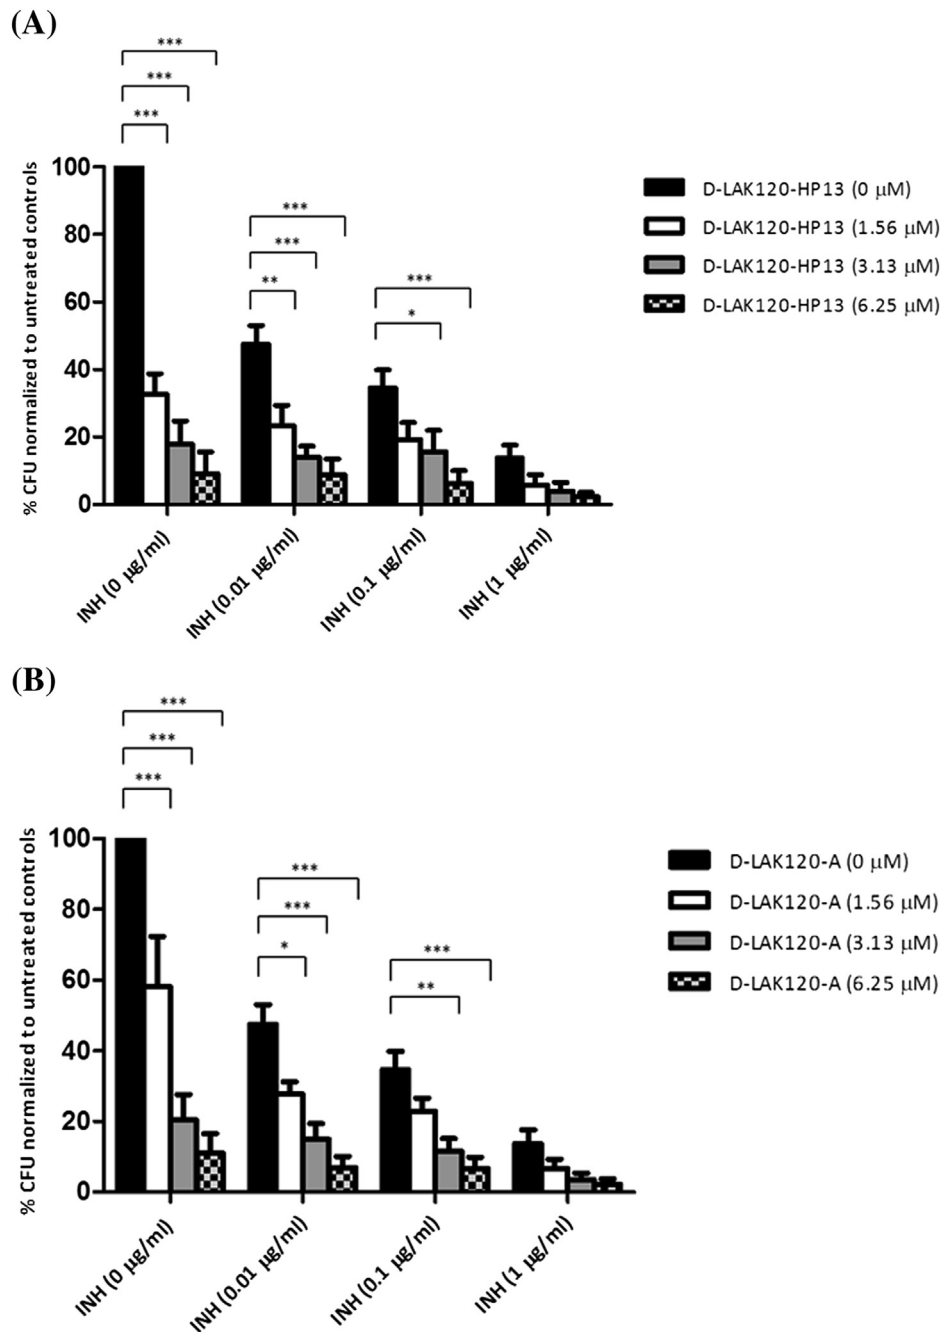 (A)
***
***
***
100
80
60
40
20
0
% CFU normalized to untreated controls
***
***
**
***
*
INH (0 µg/ml)
INH (0.01 µg/ml)
INH (0.1 µg/ml)
INH (1 µg/ml)
D-LAK120-HP13 (0 µM)
D-LAK120-HP13 (1.56 µM)
D-LAK120-HP13 (3.13 µM)
D-LAK120-HP13 (6.25 µM)
(B)
***
***
***
100
80
60
40
20
0
% CFU normalized to untreated controls
***
***
*
***
**
INH (0 µg/ml)
INH (0.01 µg/ml)
INH (0.1 µg/ml)
INH (1 µg/ml)
D-LAK120-A (0 µM)
D-LAK120-A (1.56 µM)
D-LAK120-A (3.13 µM)
D-LAK120-A (6.25 µM)